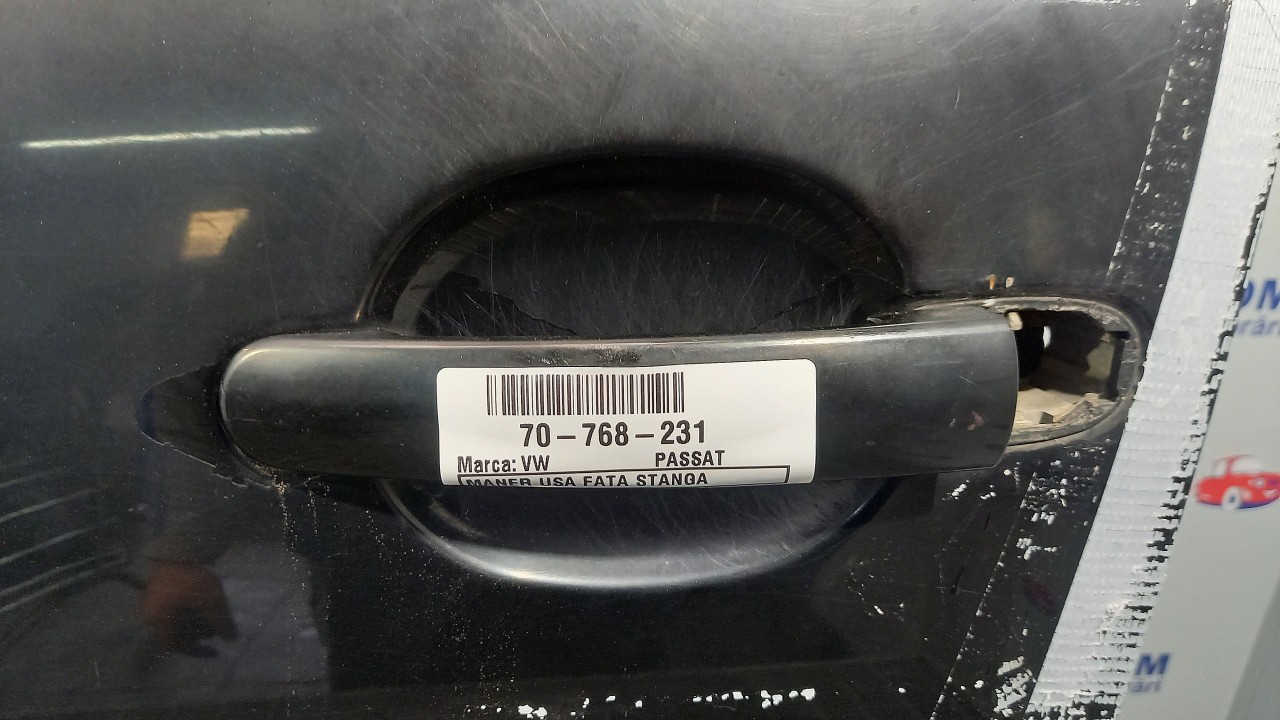 70-768-231
Marca: VW PASSAT
MANER USA FATA STANGA